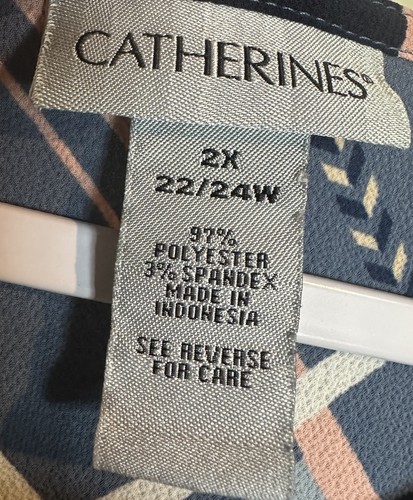 CATHERINES®
2X
22/24W
97%
POLYESTER
3% SPANDEX
MADE IN
INDONESIA
SEE REVERSE
FOR CARE